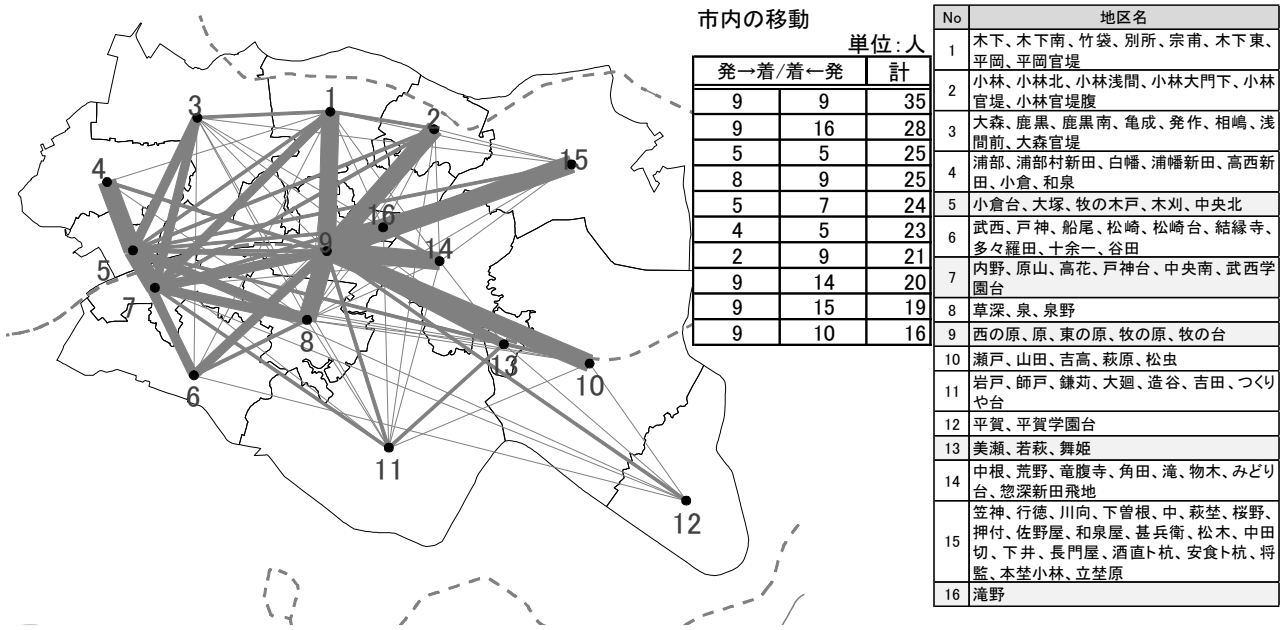 市内の移動
単位:人
発→着/着←発 計
9 9 35
9 16 28
5 5 25
8 9 25
5 7 24
4 5 23
2 9 21
9 14 20
9 15 19
9 10 16
No 地区名
1 木下、木下南、竹袋、別所、宗甫、木下東、
平岡、平岡官堤
2 小林、小林北、小林浅間、小林大門下、小林
官堤、小林官堤腹
3 大森、鹿黒、鹿黒南、亀成、発作、相嶋、浅
間前、大森官堤
4 浦部、浦部村新田、白幡、浦幡新田、高西新
田、小倉、和泉
5 小倉台、大塚、牧の木戸、木刈、中央北
6 武西、戸神、船尾、松崎、松崎台、結縁寺、
多々羅田、十余一、谷田
7 内野、原山、高花、戸神台、中央南、武西学
園台
8 草深、泉、泉野
9 西の原、原、東の原、牧の原、牧の台
10 瀬戸、山田、吉高、萩原、松虫
11 岩戸、師戸、鎌苅、大廻、造谷、吉田、つくり
や台
12 平賀、平賀学園台
13 美瀬、若萩、舞姫
14 中根、荒野、竜腹寺、角田、滝、物木、みどり
台、惣深新田飛地
15 笠神、行徳、川向、下曽根、中、萩埜、桜野、
押付、佐野屋、和泉屋、甚兵衛、松木、中田
切、下井、長門屋、酒直卜杭、安食卜杭、将
監、本埜小林、立埜原
16 滝野
1
2
3
4
15
16
9
14
5
7
8
13
10
6
11
12